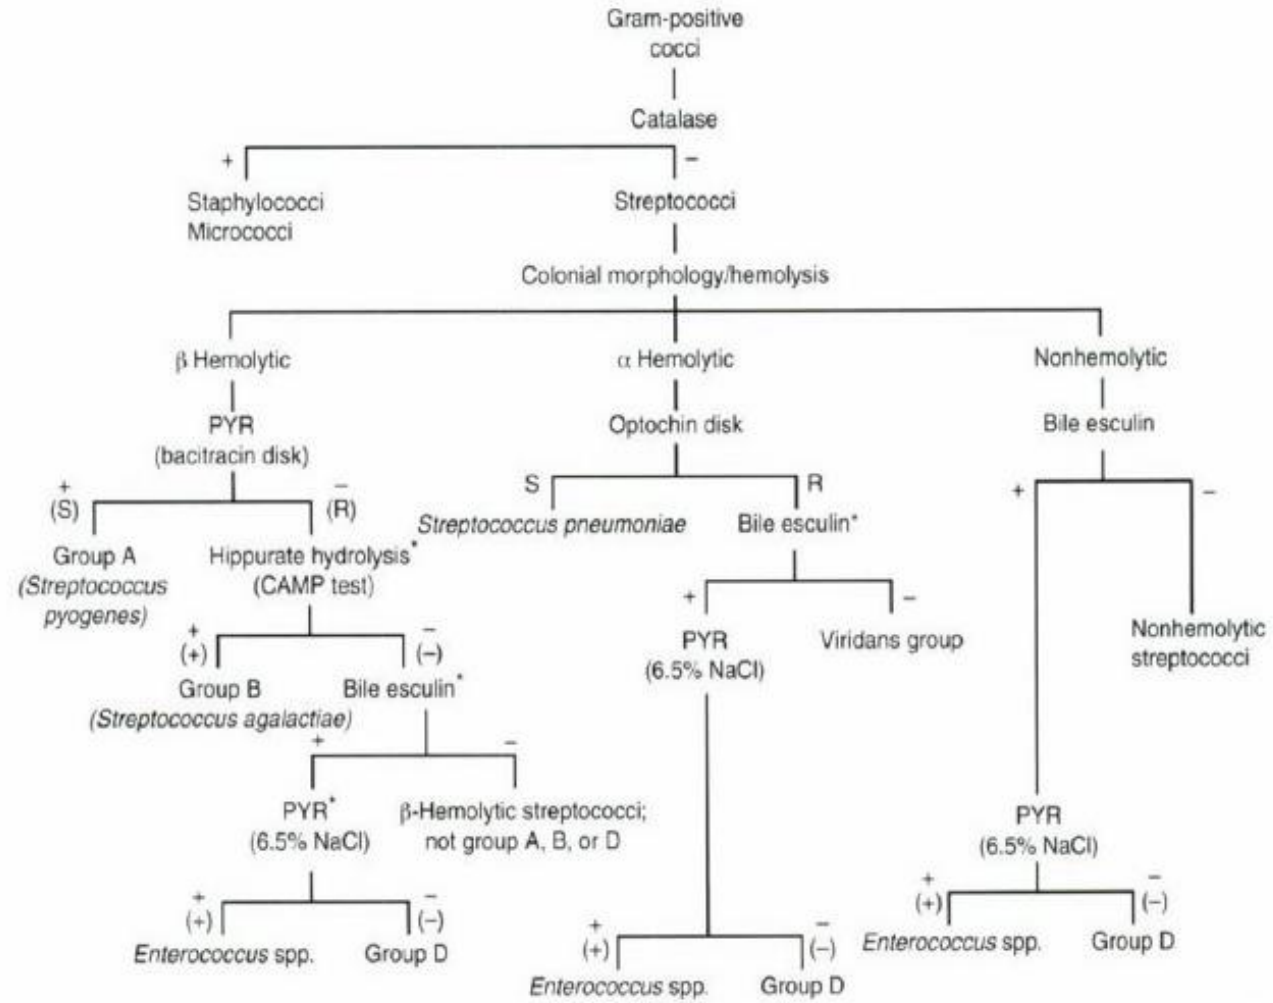 Gram-positive
cocci
Catalase
+ −
Staphylococci
Micrococci
Streptococci
Colonial morphology/hemolysis
β Hemolytic
α Hemolytic
Nonhemolytic
PYR
(bacitracin disk)
Optochin disk
Bile esculin
+
(S)
−
(R)
S R
+ −
Group A
(Streptococcus
pyogenes)
Hippurate hydrolysis*
(CAMP test)
Streptococcus pneumoniae
Bile esculin*
+
(+)
−
(−)
+ −
Group B
(Streptococcus agalactiae)
Bile esculin*
PYR
(6.5% NaCl)
Viridans group
Nonhemolytic
streptococci
+ −
PYR*
(6.5% NaCl)
β-Hemolytic streptococci;
not group A, B, or D
PYR
(6.5% NaCl)
+
(+)
−
(−)
Enterococcus spp.
Group D
+
(+)
−
(−)
Enterococcus spp.
Group D
+
(+)
−
(−)
Enterococcus spp.
Group D